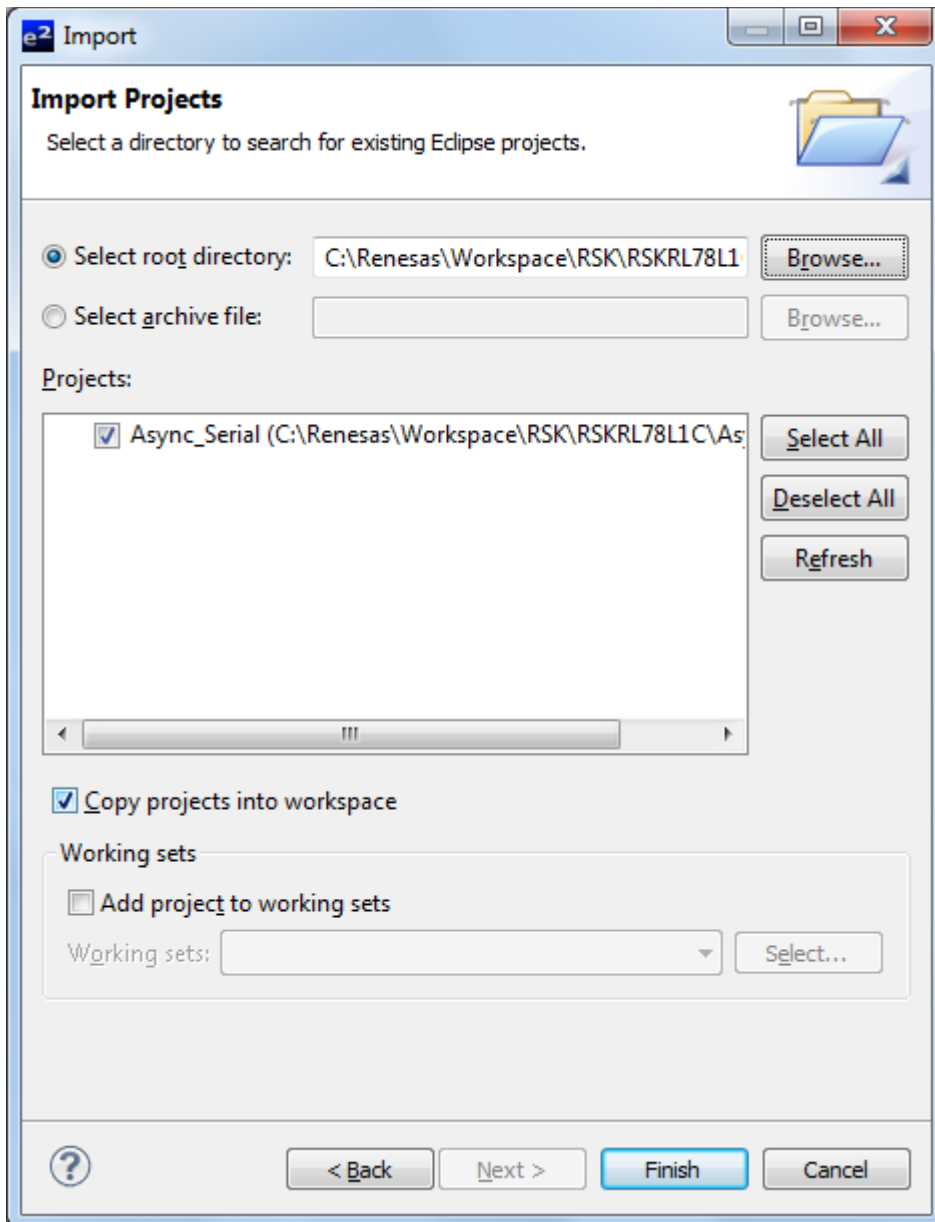 e² Import
Import Projects
Select a directory to search for existing Eclipse projects.
Select root directory: C:\Renesas\Workspace\RSK\RSKRL78L1 Browse...
Select archive file: Browse...
Projects:
Async_Serial (C:\Renesas\Workspace\RSK\RSKRL78L1C\As
Select All
Deselect All
Refresh
Copy projects into workspace
Working sets
Add project to working sets
Working sets: Select...
? < Back Next > Finish Cancel